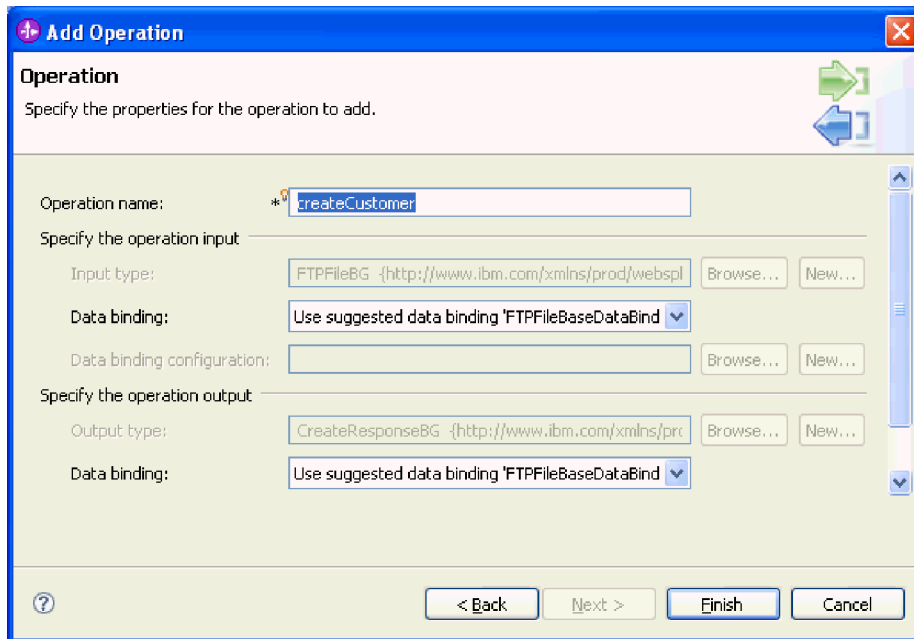 Add Operation
Operation
Specify the properties for the operation to add.
Operation name: * createCustomer
Specify the operation input
Input type: FTPFileBG {http://www.ibm.com/xmlns/prod/webspl Browse... New...
Data binding: Use suggested data binding 'FTPFileBaseDataBind
Data binding configuration: Browse... New...
Specify the operation output
Output type: CreateResponseBG {http://www.ibm.com/xmlns/pro Browse... New...
Data binding: Use suggested data binding 'FTPFileBaseDataBind
? < Back Next > Finish Cancel